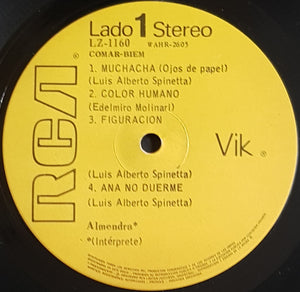 Lado 1 Stereo
LZ-1160 WAHR-2605
COMAR-BIEM
1. MUCHACHA (Ojos de papel)
(Luis Alberto Spinetta)
2. COLOR HUMANO
(Edelmiro Molinari)
3. FIGURACION
RCA ®
Vik ®
(Luis Alberto Spinetta)
4. ANA NO DUERME
(Luis Alberto Spinetta)
Almendra*
*(Intérprete)